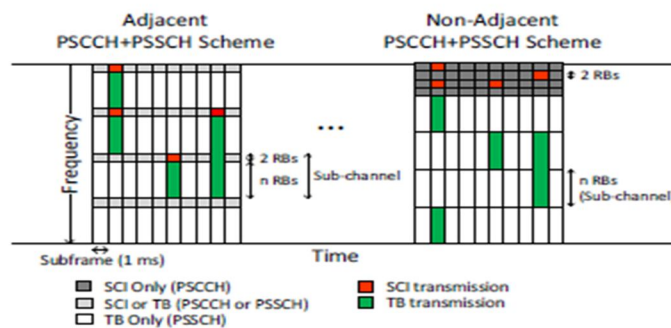 Adjacent
PSCCH+PSSCH Scheme
Non-Adjacent
PSCCH+PSSCH Scheme
Frequency
2 RBs
n RBs
Sub-channel
...
2 RBs
n RBs
(Sub-channel)
Subframe (1 ms)
Time
SCI Only (PSCCH)
SCI or TB (PSCCH or PSSCH)
TB Only (PSSCH)
SCI transmission
TB transmission